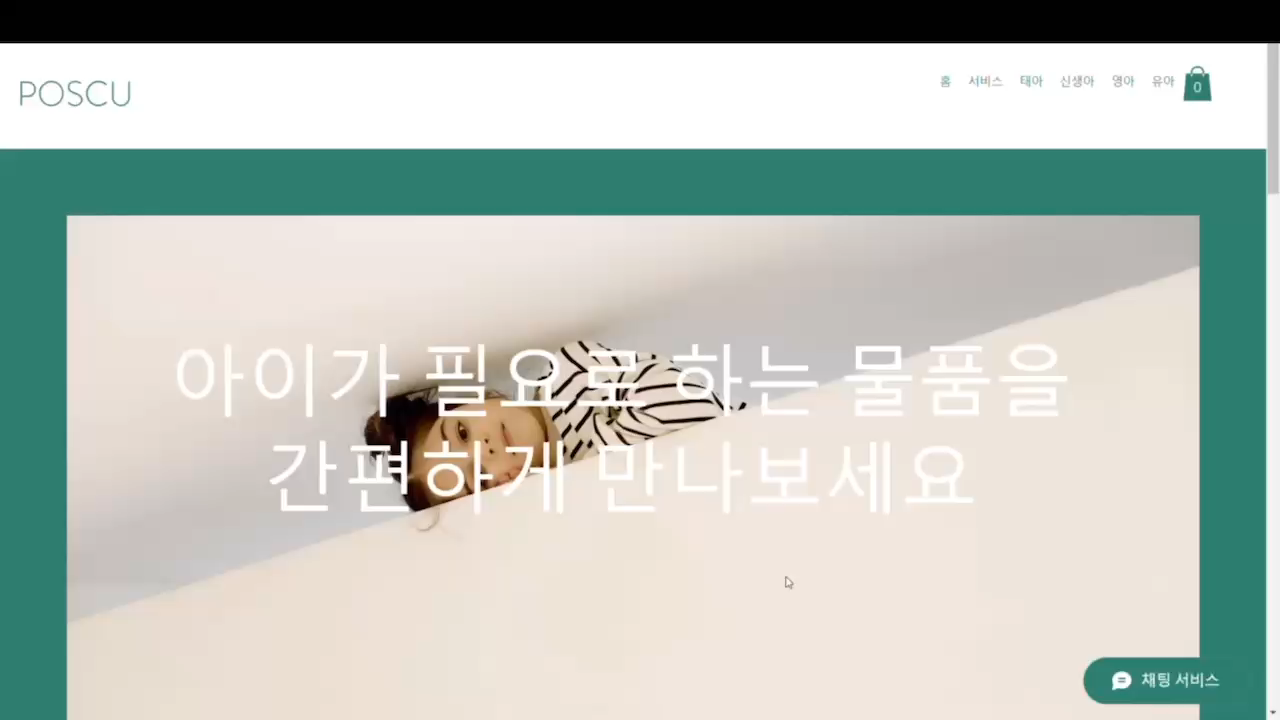 POSCU
홈 서비스 태아 신생아 영아 유아 0
아이가 필요로 하는 물품을
간편하게 만나보세요
채팅 서비스